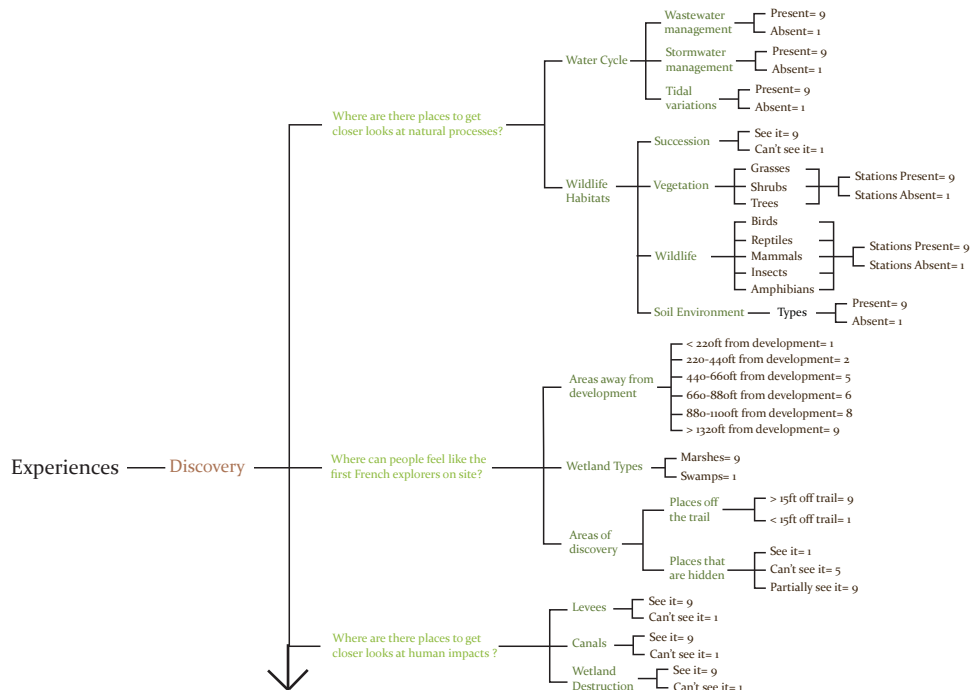 Experiences
Discovery
Where are there places to get
closer looks at natural processes?
Water Cycle
Wastewater
management
Present= 9
Absent= 1
Stormwater
management
Present= 9
Absent= 1
Tidal
variations
Present= 9
Absent= 1
Wildlife
Habitats
Succession
See it= 9
Can't see it= 1
Vegetation
Grasses
Shrubs
Trees
Stations Present= 9
Stations Absent= 1
Wildlife
Birds
Reptiles
Mammals
Insects
Amphibians
Stations Present= 9
Stations Absent= 1
Soil Environment
Types
Present= 9
Absent= 1
Where can people feel like the
first French explorers on site?
Areas away from
development
< 220ft from development= 1
220-440ft from development= 2
440-660ft from development= 5
660-880ft from development= 6
880-1100ft from development= 8
> 1320ft from development= 9
Wetland Types
Marshes= 9
Swamps= 1
Areas of
discovery
Places off
the trail
> 15ft off trail= 9
< 15ft off trail= 1
Places that
are hidden
See it= 1
Can't see it= 5
Partially see it= 9
Where are there places to get
closer looks at human impacts ?
Levees
See it= 9
Can't see it= 1
Canals
See it= 9
Can't see it= 1
Wetland
Destruction
See it= 9
Can't see it= 1